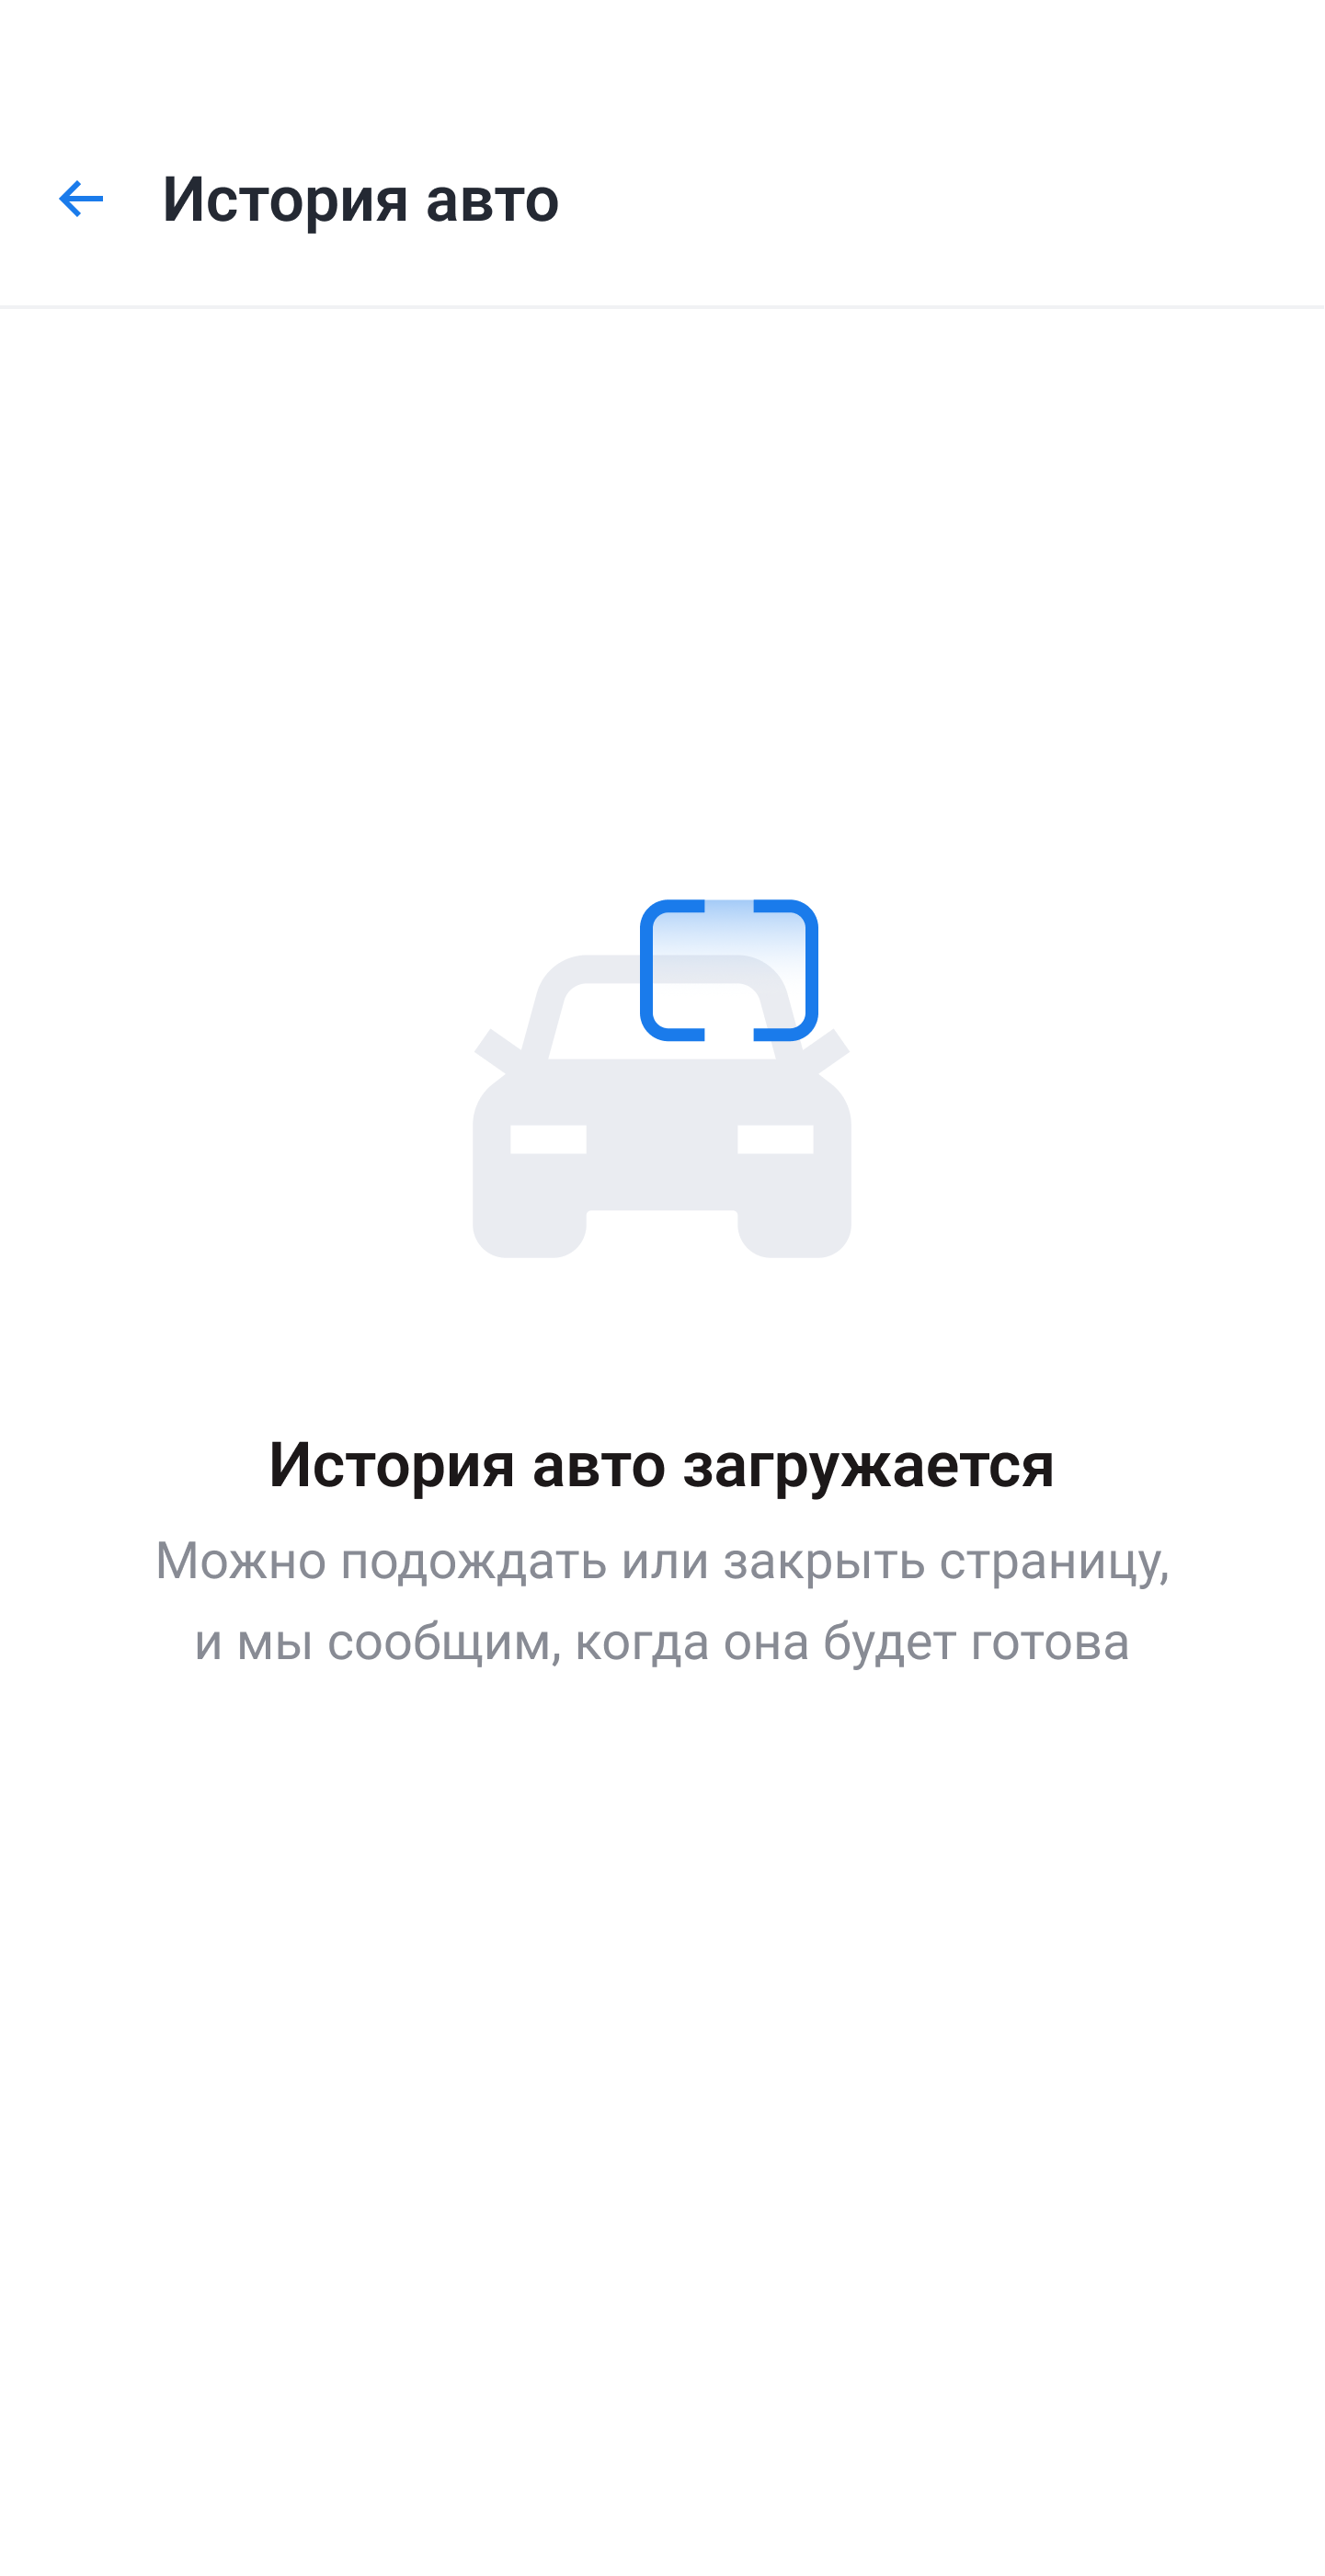 История авто
История авто загружается
Можно подождать или закрыть страницу,
и мы сообщим, когда она будет готова